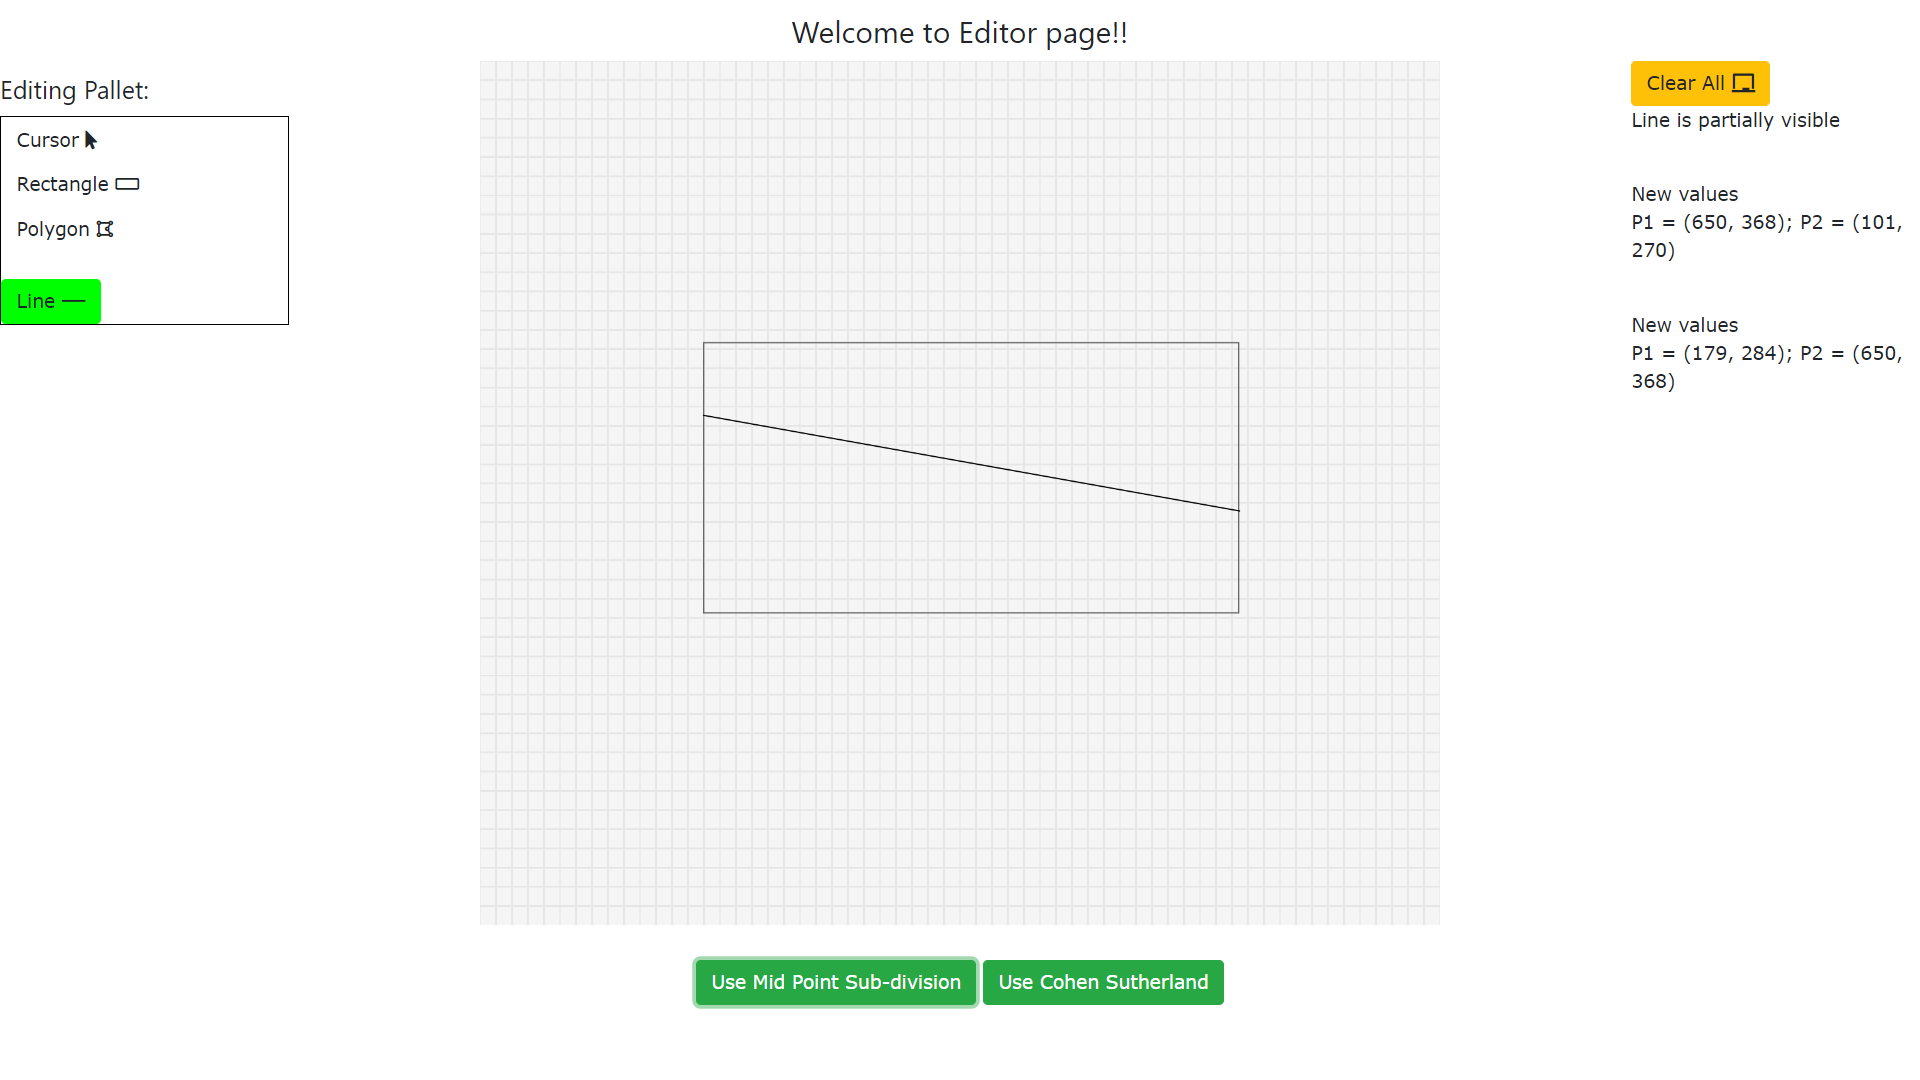 Welcome to Editor page!!
Editing Pallet:
Cursor
Rectangle
Polygon
Line
Clear All
Line is partially visible
New values
P1 = (650, 368); P2 = (101,
270)
New values
P1 = (179, 284); P2 = (650,
368)
Use Mid Point Sub-division
Use Cohen Sutherland